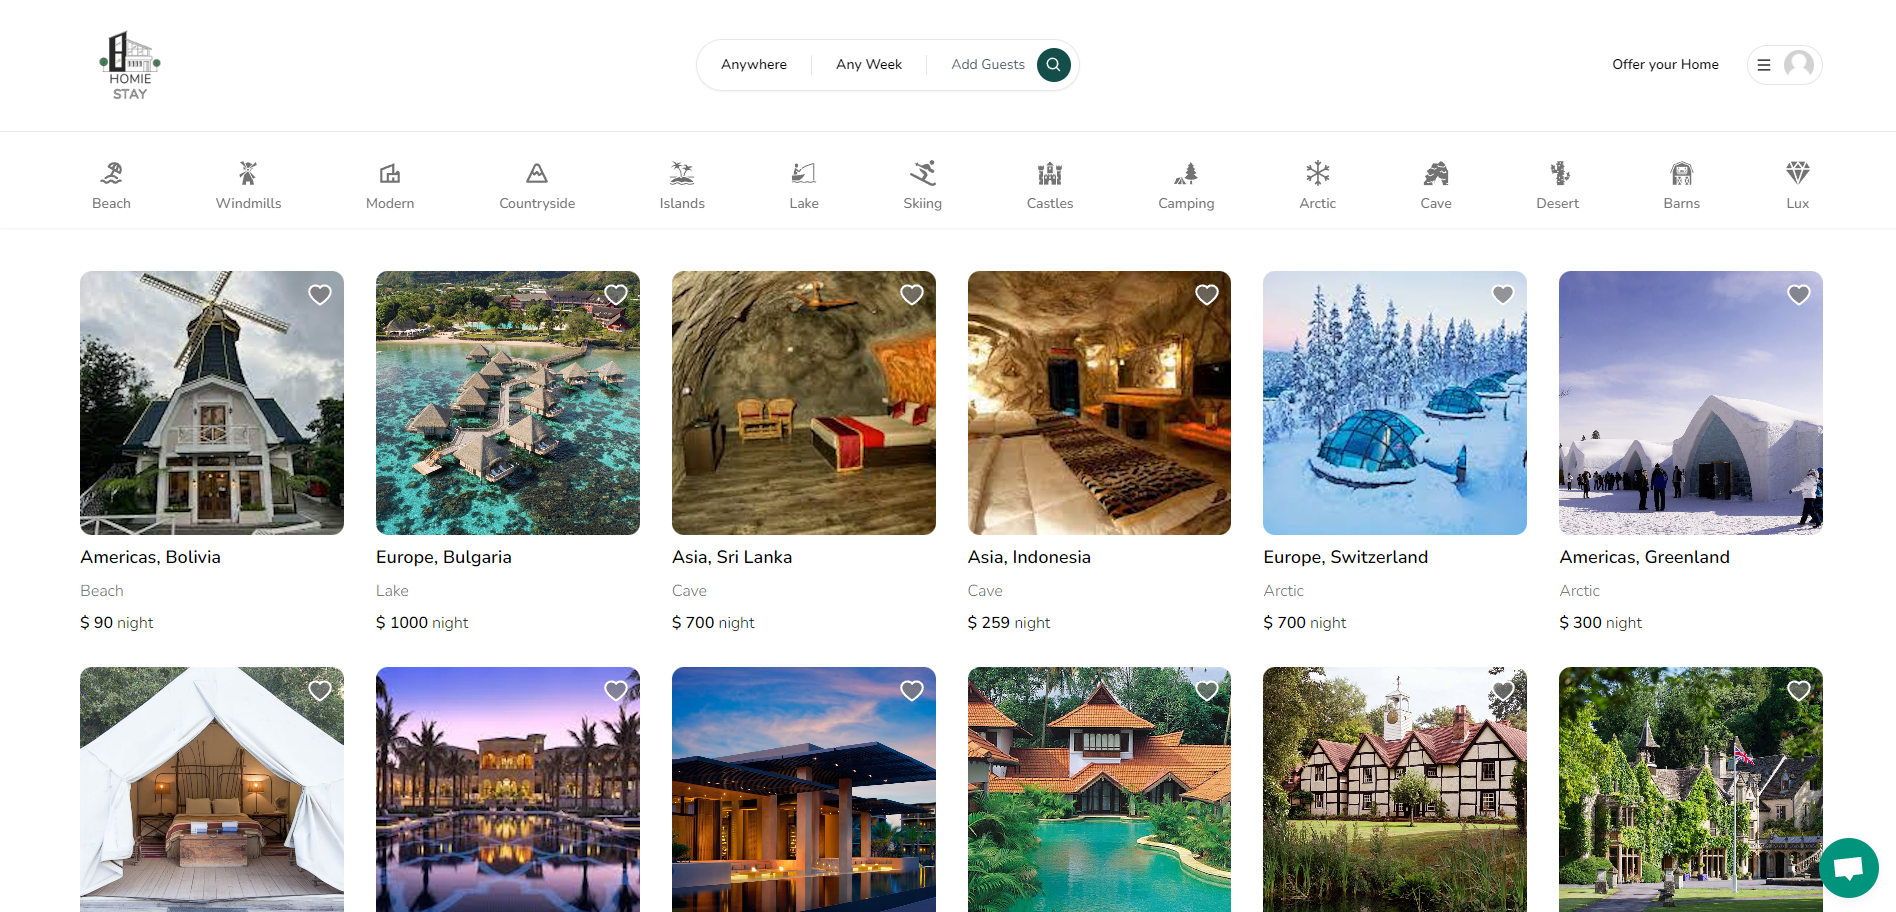 HOMIE
STAY
Anywhere
Any Week
Add Guests
Offer your Home
Beach
Windmills
Modern
Countryside
Islands
Lake
Skiing
Castles
Camping
Arctic
Cave
Desert
Barns
Lux
Americas, Bolivia
Beach
$ 90 night
Europe, Bulgaria
Lake
$ 1000 night
Asia, Sri Lanka
Cave
$ 700 night
Asia, Indonesia
Cave
$ 259 night
Europe, Switzerland
Arctic
$ 700 night
Americas, Greenland
Arctic
$ 300 night